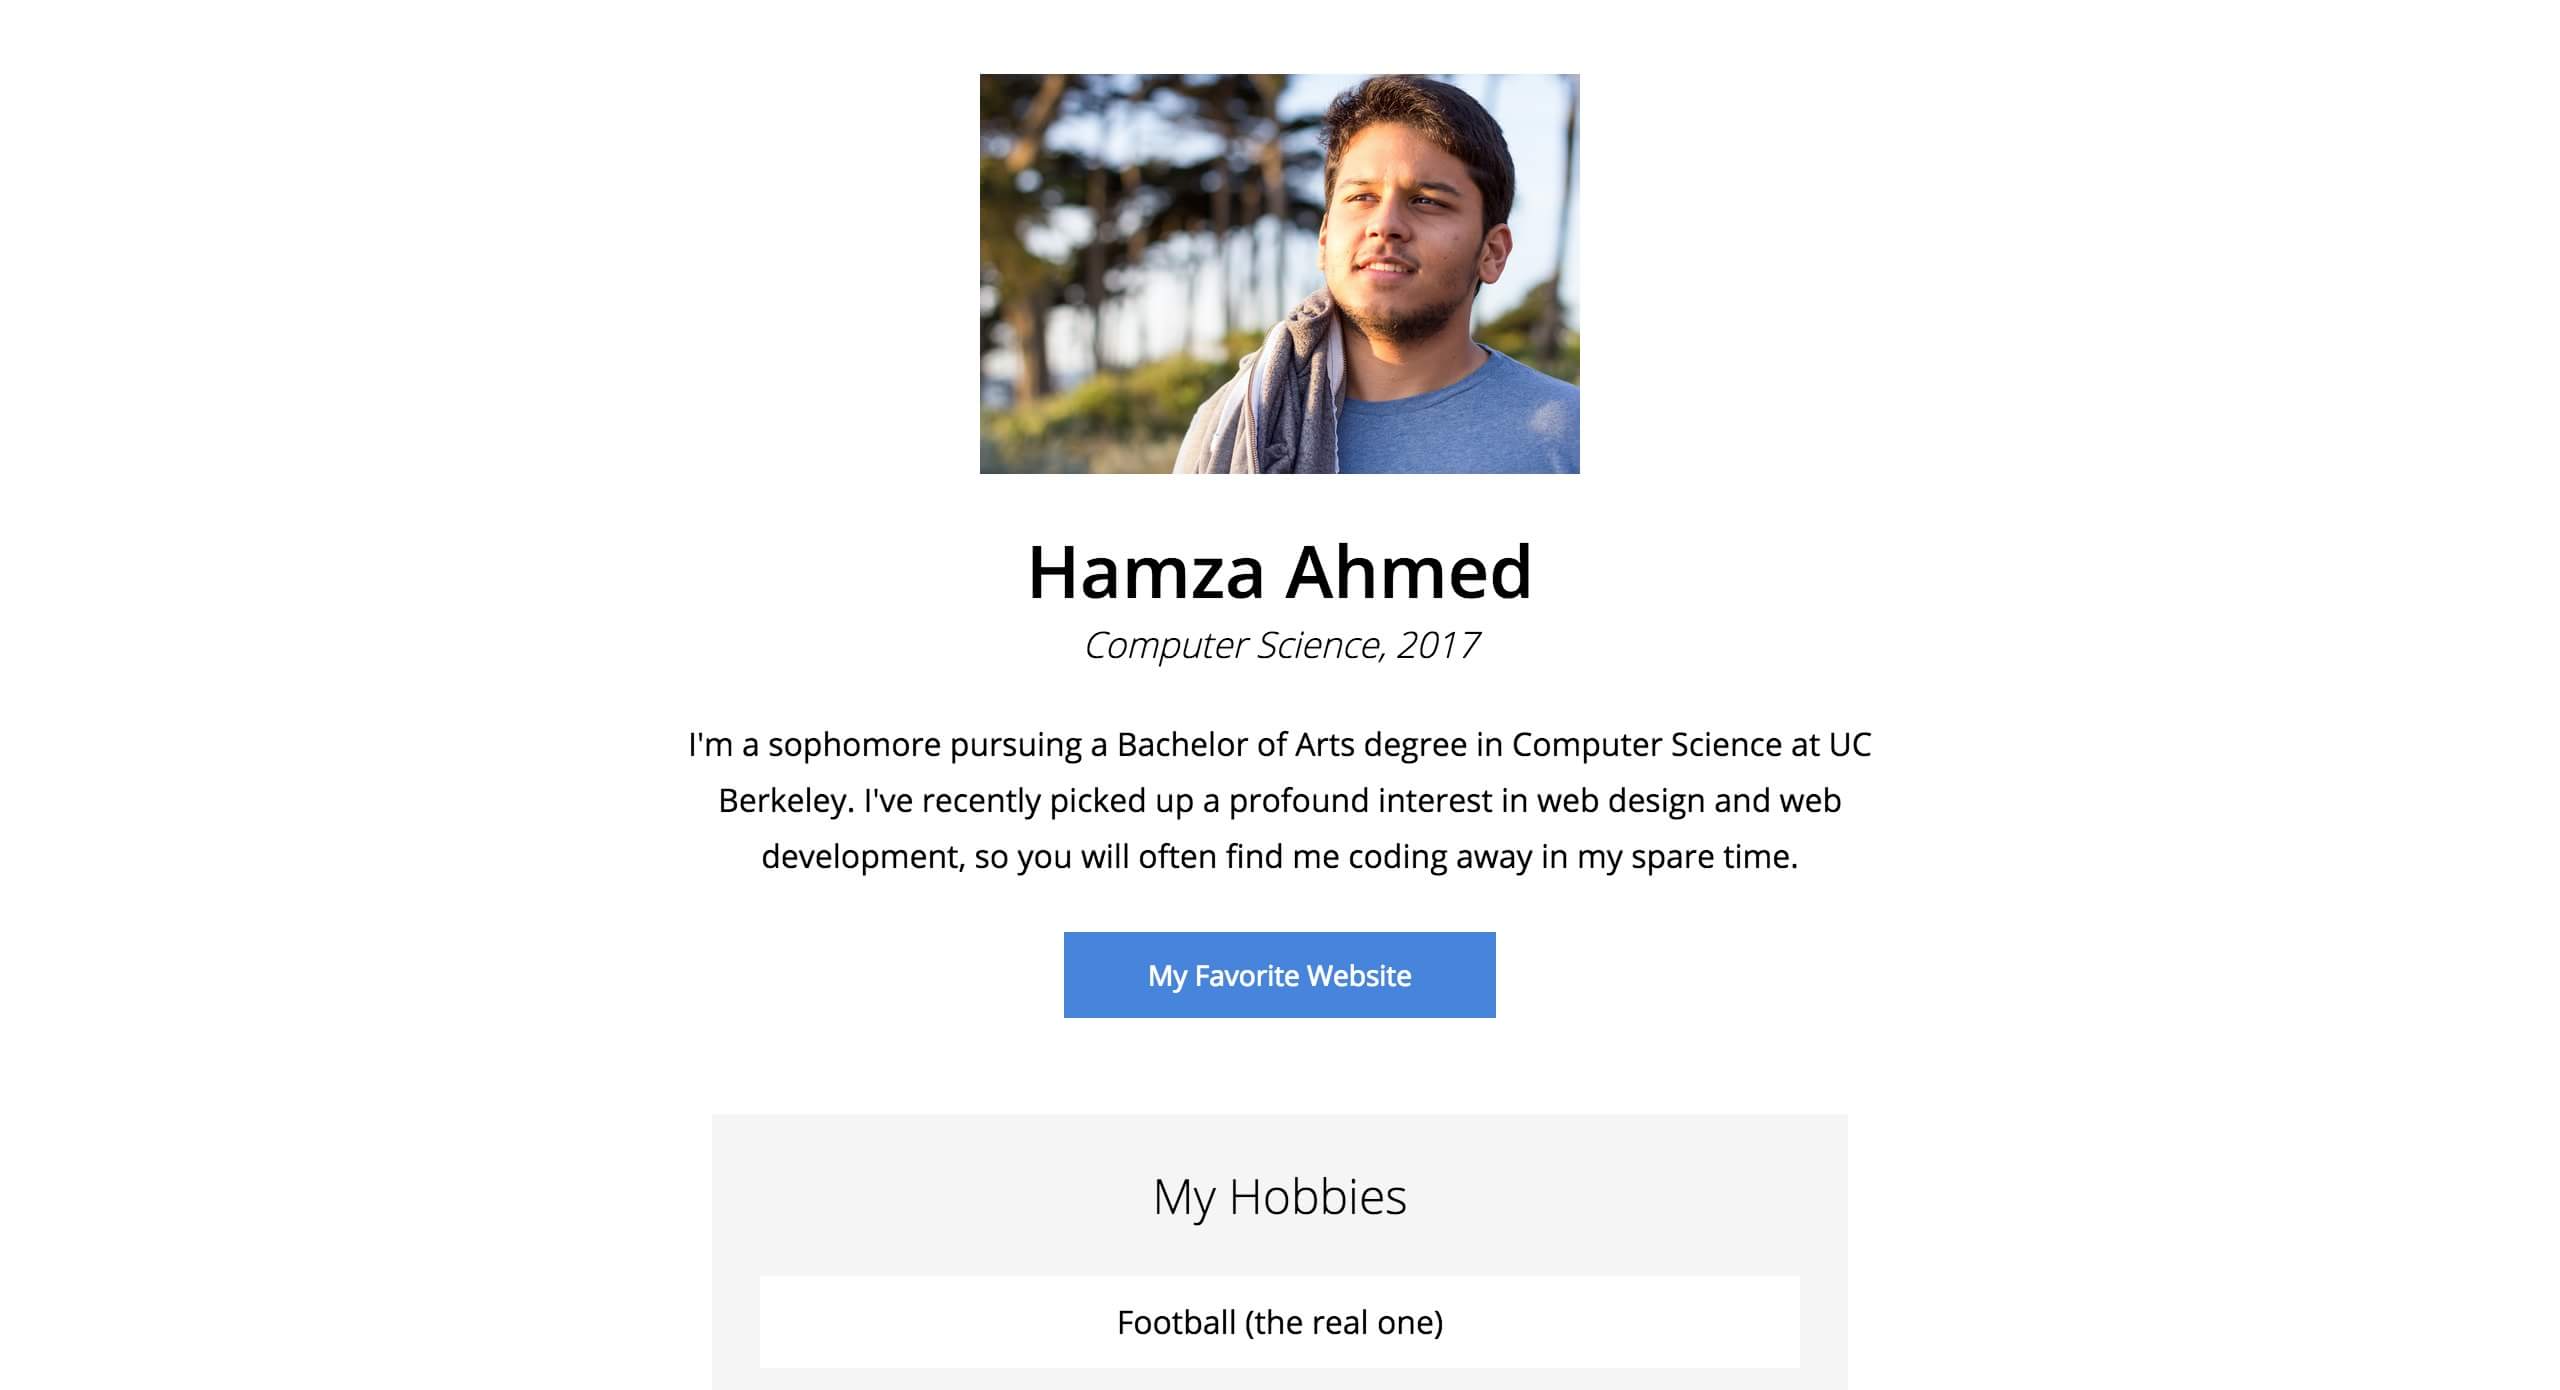 Hamza Ahmed
Computer Science, 2017
I'm a sophomore pursuing a Bachelor of Arts degree in Computer Science at UC
Berkeley. I've recently picked up a profound interest in web design and web
development, so you will often find me coding away in my spare time.
My Favorite Website
My Hobbies
Football (the real one)